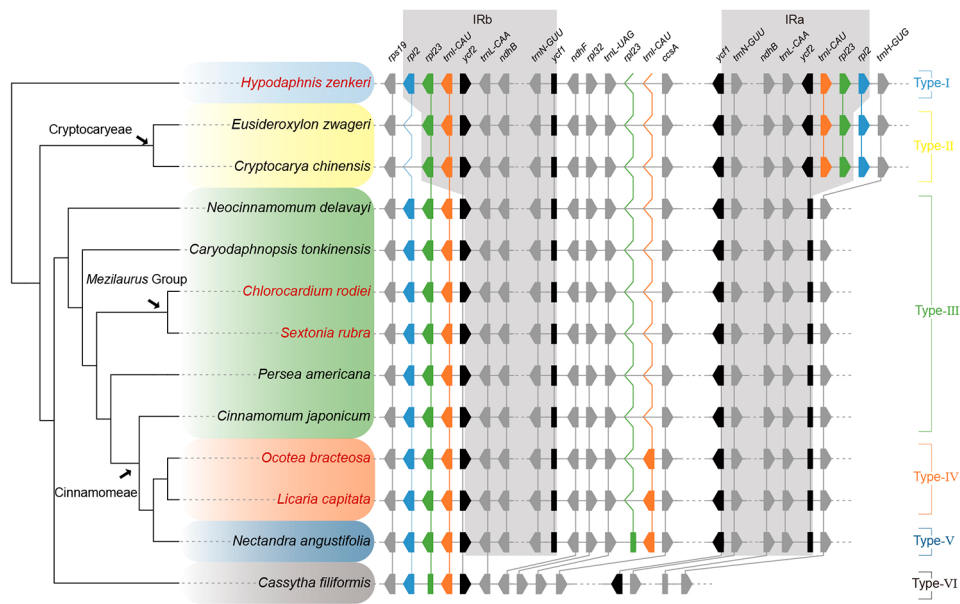 IRb
IRa
rps19
rpl2
rpl23
trnI-CAU
ycf2
trnL-CAA
ndhB
trnN-GUU
ycf1
ndhF
rpl32
trnL-UAG
rpl23
trnI-CAU
ccsA
ycf1
trnN-GUU
ndhB
trnL-CAA
ycf2
trnI-CAU
rpl23
rpl2
trnH-GUG
Hypodaphnis zenkeri
Type-I
Cryptocaryeae
Eusideroxylon zwageri
Type-II
Cryptocarya chinensis
Neocinnamomum delavayi
Caryodaphnopsis tonkinensis
Mezilaurus Group
Chlorocardium rodiei
Type-III
Sextonia rubra
Persea americana
Cinnamomum japonicum
Ocotea bracteosa
Type-IV
Cinnamomeae
Licaria capitata
Nectandra angustifolia
Type-V
Cassytha filiformis
Type-VI